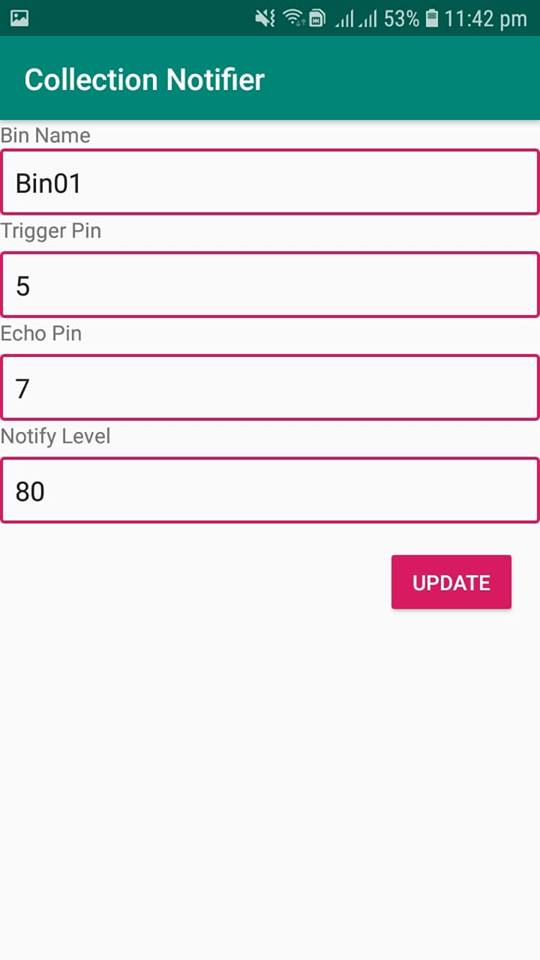 53% 11:42 pm
Collection Notifier
Bin Name
Bin01
Trigger Pin
5
Echo Pin
7
Notify Level
80
UPDATE